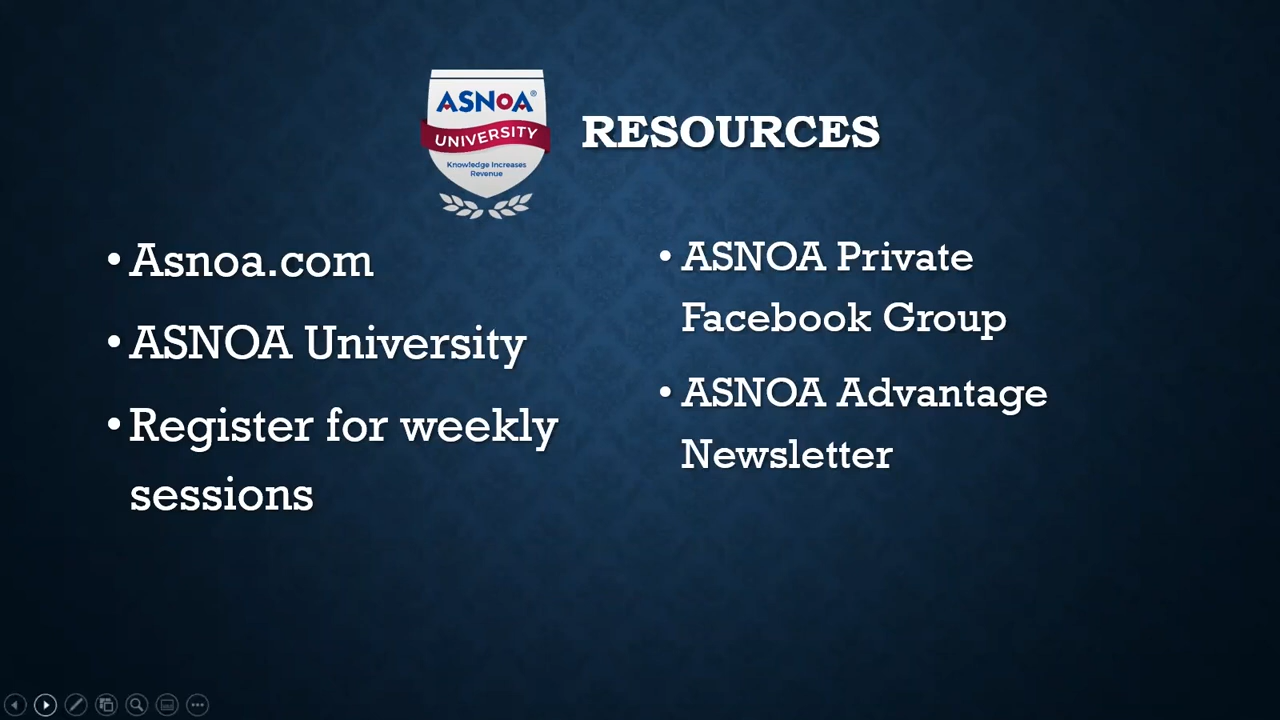 ASNOA®
UNIVERSITY
Knowledge Increases
Revenue
RESOURCES
• Asnoa.com
• ASNOA University
• Register for weekly
sessions
• ASNOA Private
Facebook Group
• ASNOA Advantage
Newsletter